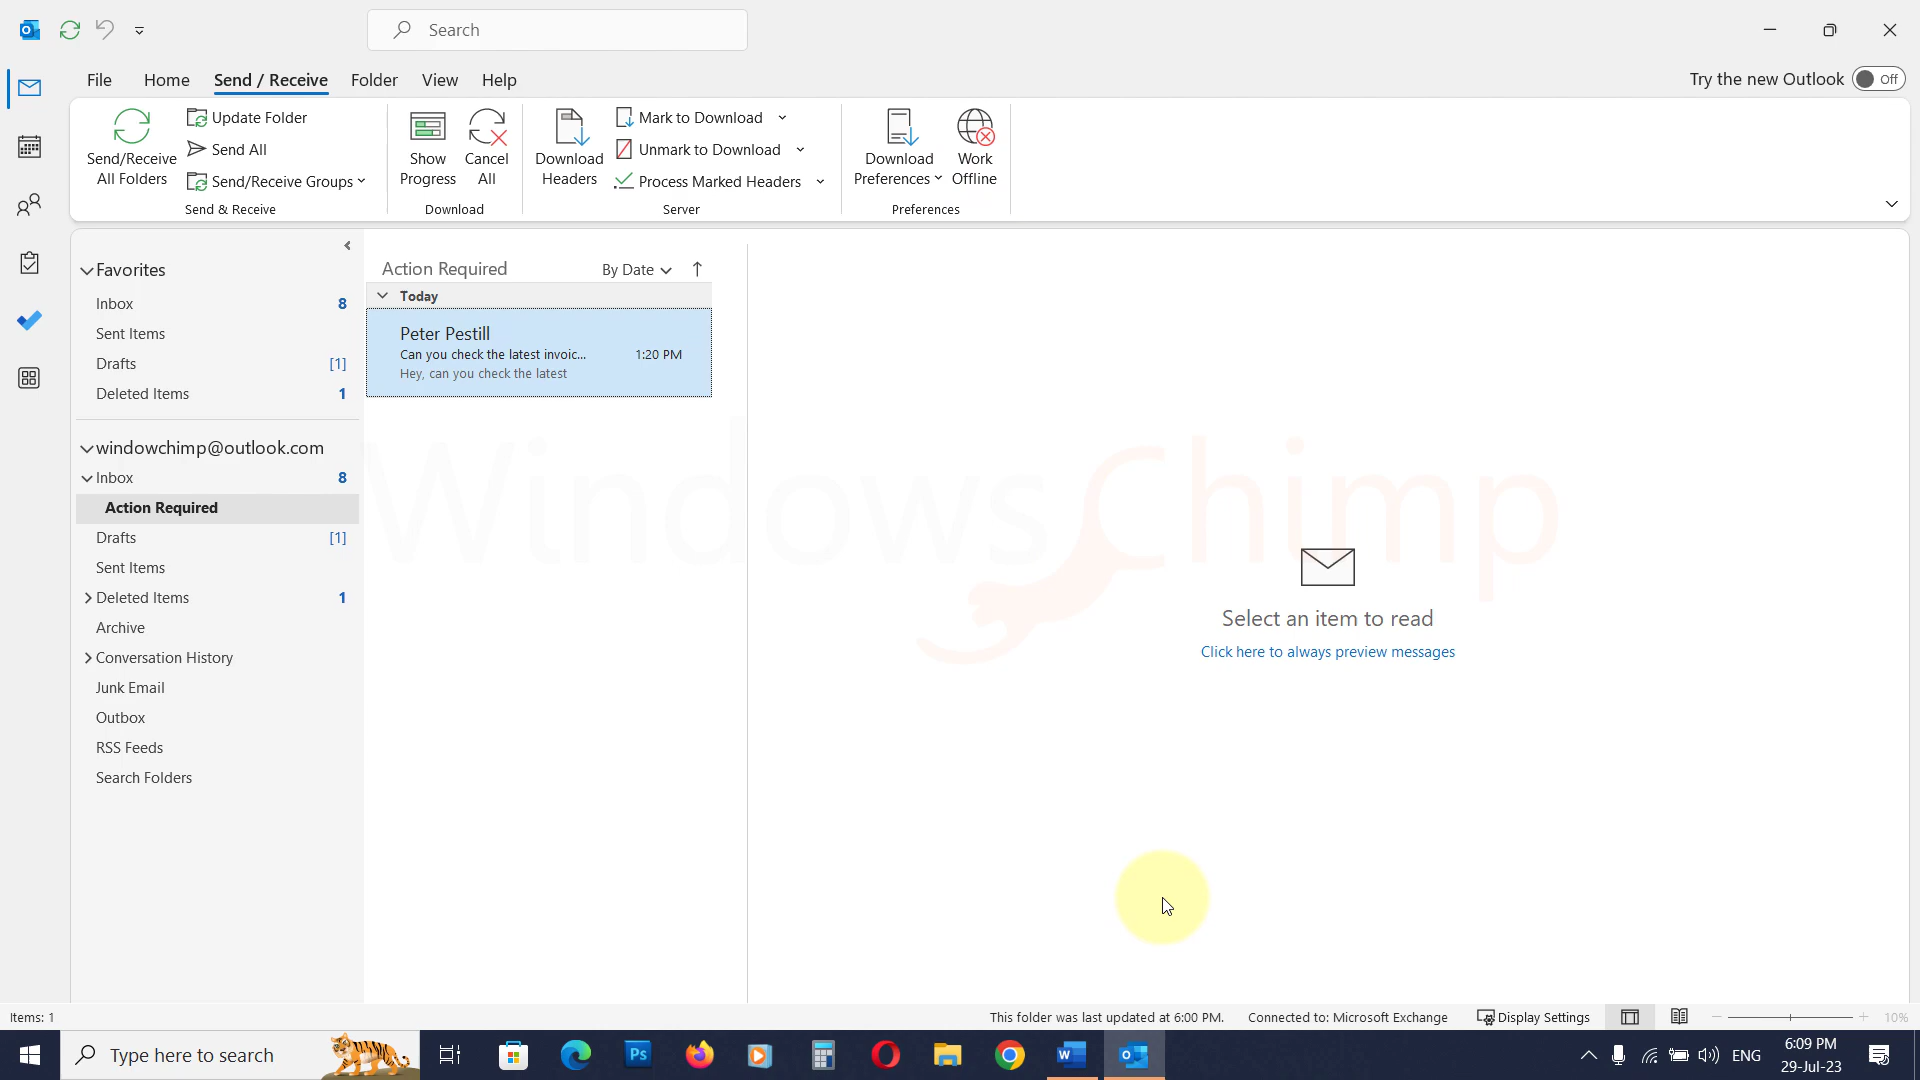 Search
File Home Send / Receive Folder View Help
Try the new Outlook Off
Send/Receive
All Folders
Update Folder
Send All
Send/Receive Groups
Send & Receive
Show
Progress
Cancel
All
Download
Download
Headers
Mark to Download
Unmark to Download
Process Marked Headers
Server
Download
Preferences
Work
Offline
Preferences
Favorites
Inbox 8
Sent Items
Drafts [1]
Deleted Items 1
windowchimp@outlook.com
Inbox 8
Action Required
Drafts [1]
Sent Items
Deleted Items 1
Archive
Conversation History
Junk Email
Outbox
RSS Feeds
Search Folders
Action Required By Date
Today
Peter Pestill
Can you check the latest invoic... 1:20 PM
Hey, can you check the latest
WindowsChimp
Select an item to read
Click here to always preview messages
Items: 1
This folder was last updated at 6:00 PM. Connected to: Microsoft Exchange Display Settings 10%
Type here to search
Ps
ENG
6:09 PM
29-Jul-23